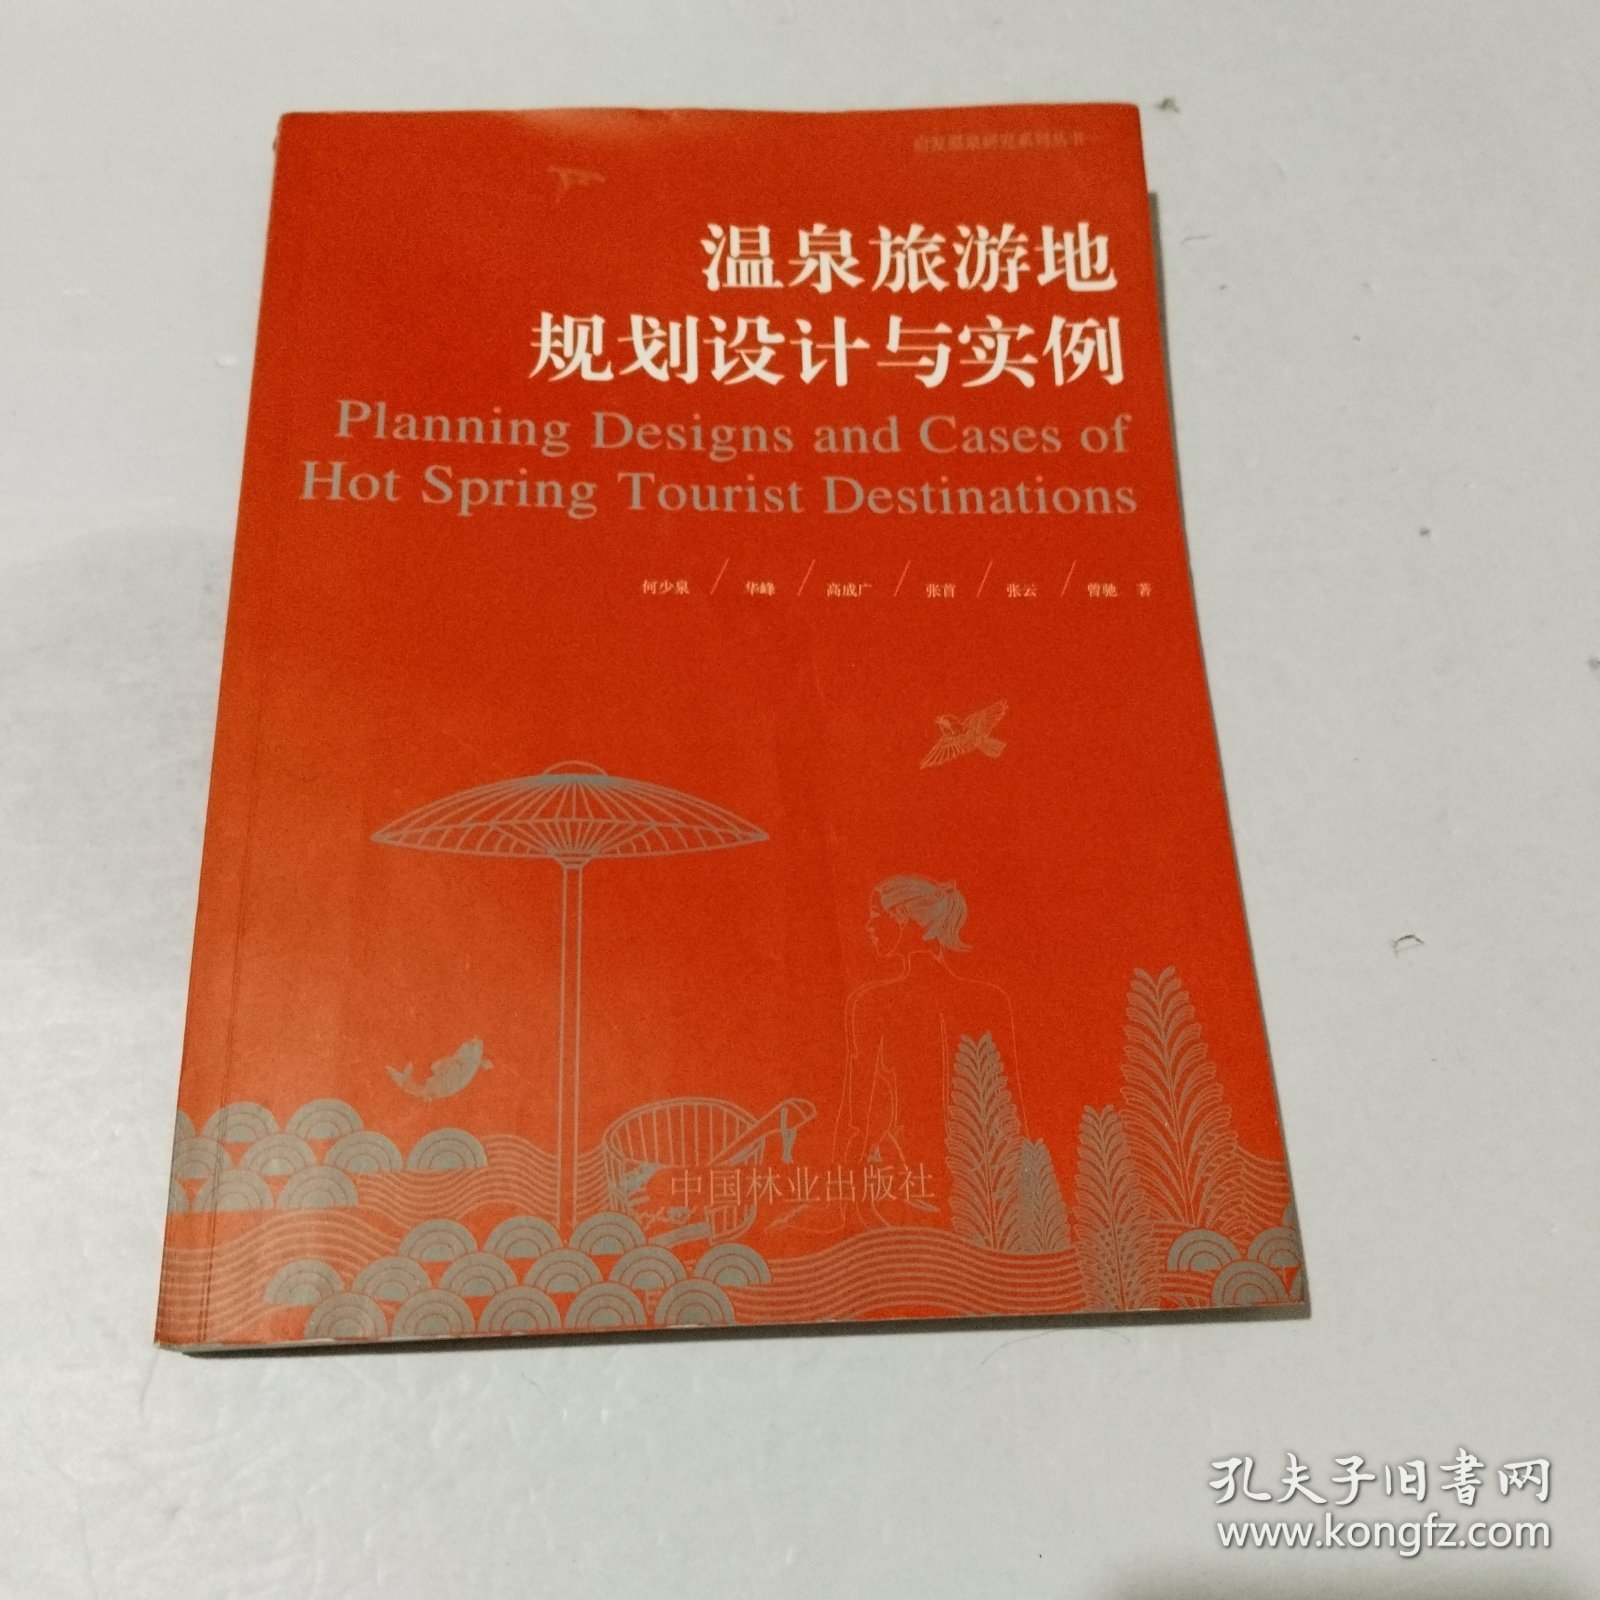 温泉旅游地
规划设计与实例
Planning Designs and Cases of
Hot Spring Tourist Destinations
何少泉 / 华峰 / 高成广 / 张首 / 张云 / 曾驰 著
中国林业出版社
孔夫子旧书网
www.kongfz.com